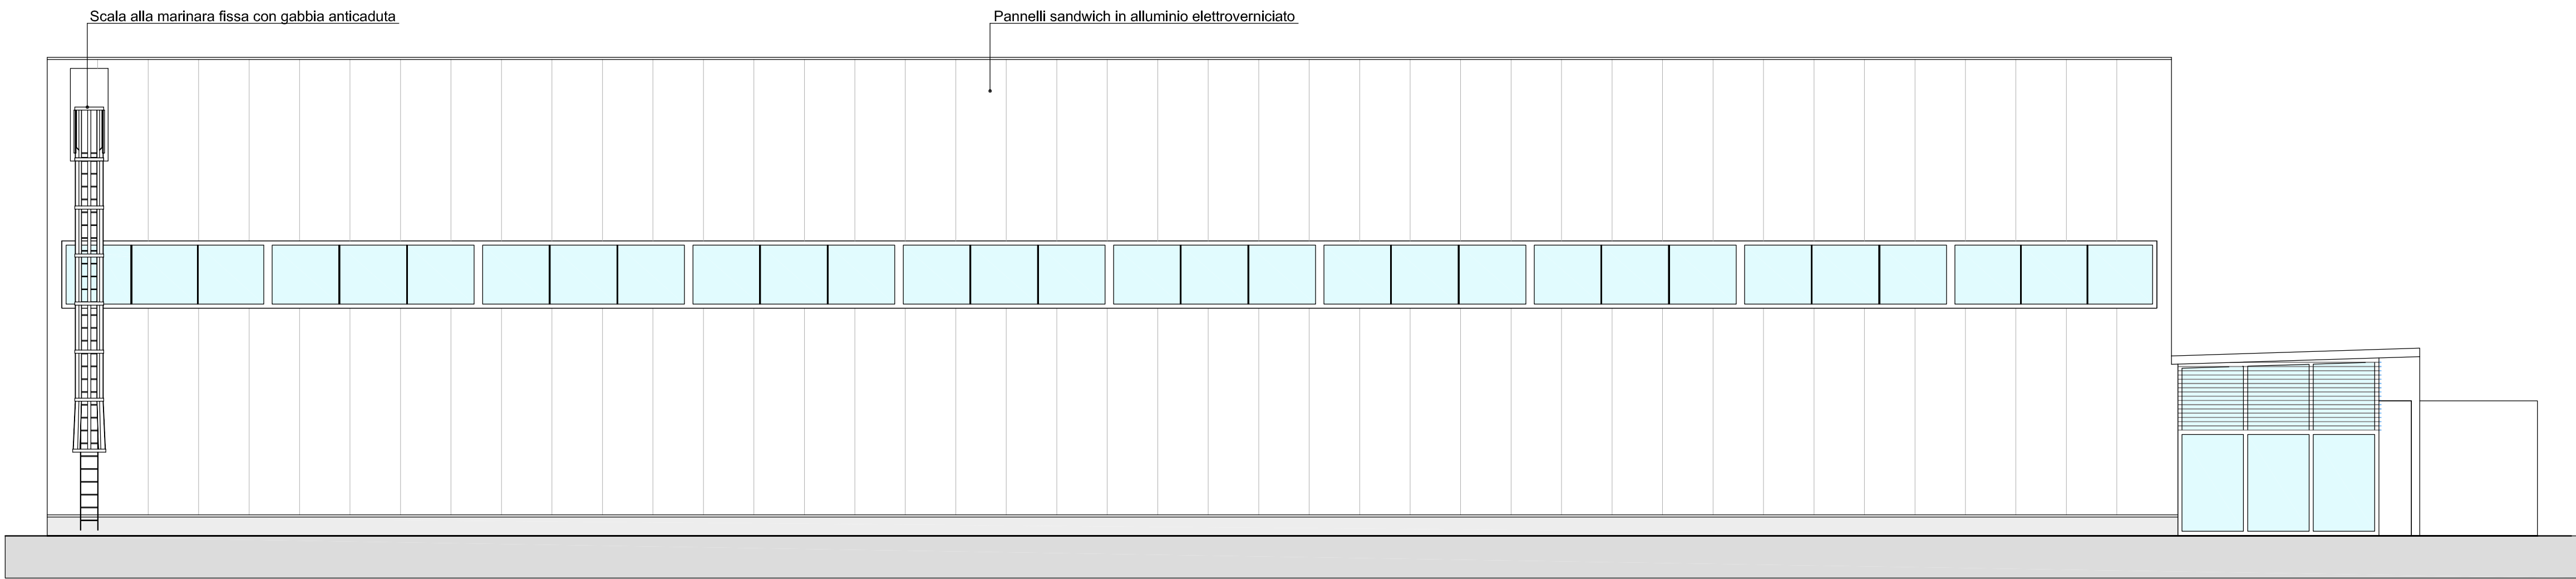 Scala alla marinara fissa con gabbia anticaduta
Pannelli sandwich in alluminio elettroverniciato